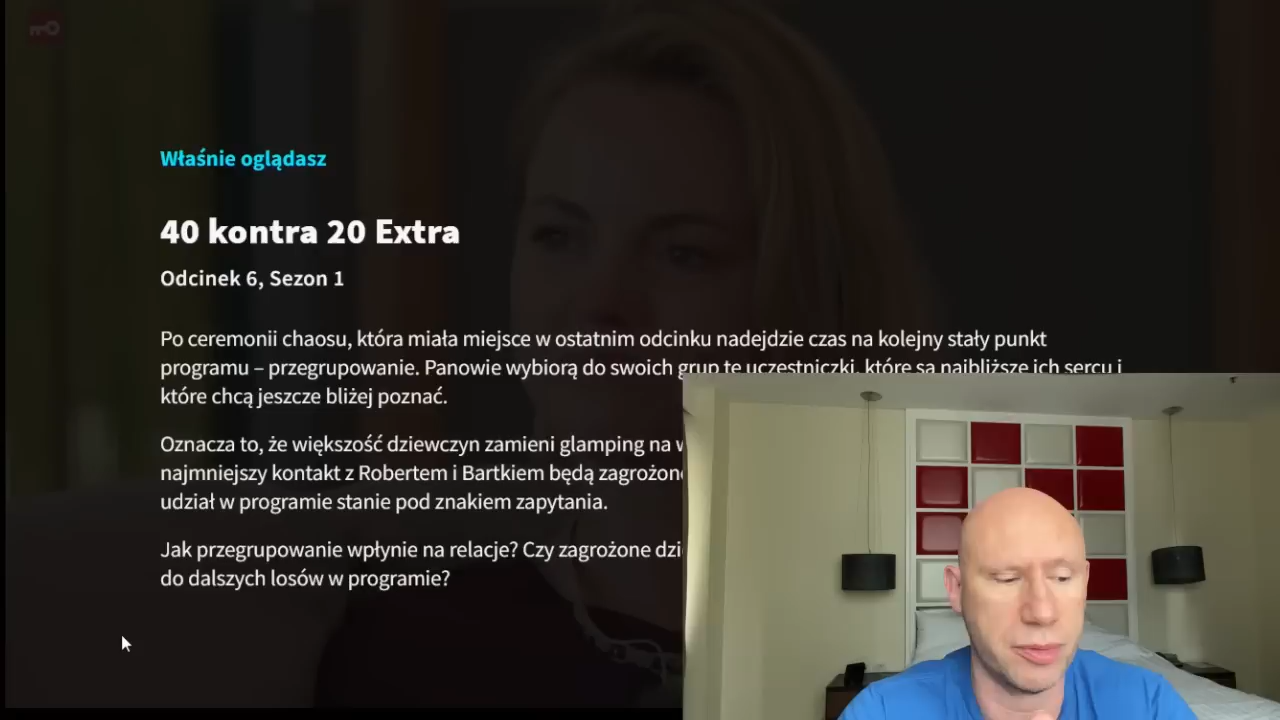 Właśnie oglądasz
40 kontra 20 Extra
Odcinek 6, Sezon 1
Po ceremonii chaosu, która miała miejsce w ostatnim odcinku nadejdzie czas na kolejny stały punkt
programu – przegrupowanie. Panowie wybiorą do swoich grup te uczestniczki, które są najbliższe ich sercu i
które chcą jeszcze bliżej poznać.
Oznacza to, że większość dziewczyn zamieni glamping na
najmniejszy kontakt z Robertem i Bartkiem będą
udział w programie stanie pod znakiem zapytania.
Jak przegrupowanie wpłynie na relacje? Czy zagrożone
do dalszych losów w programie?